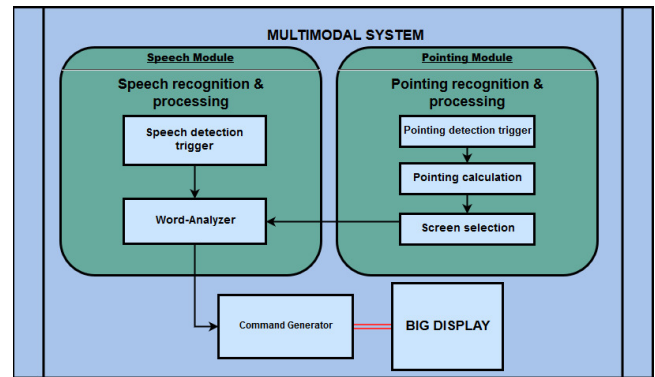 MULTIMODAL SYSTEM
Speech Module
Speech recognition &
processing
Speech detection
trigger
Word-Analyzer
Pointing Module
Pointing recognition &
processing
Pointing detection trigger
Pointing calculation
Screen selection
Command Generator
BIG DISPLAY